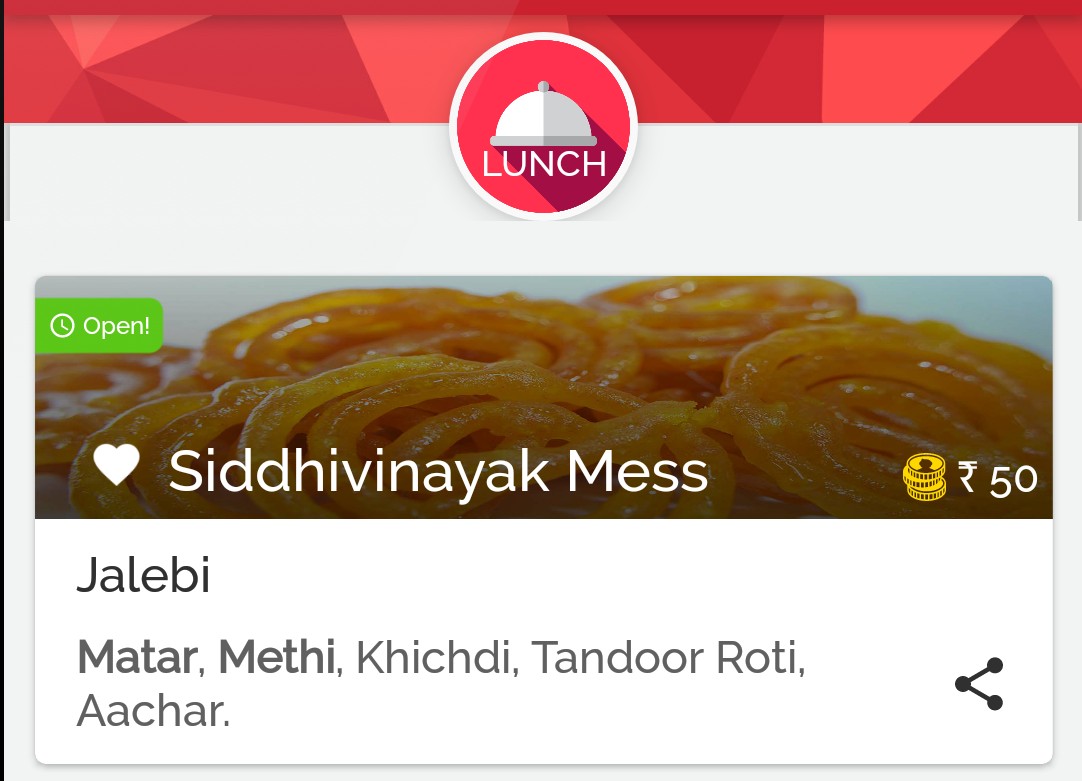 LUNCH
Open!
Siddhivinayak Mess
₹ 50
Jalebi
Matar, Methi, Khichdi, Tandoor Roti,
Aachar.